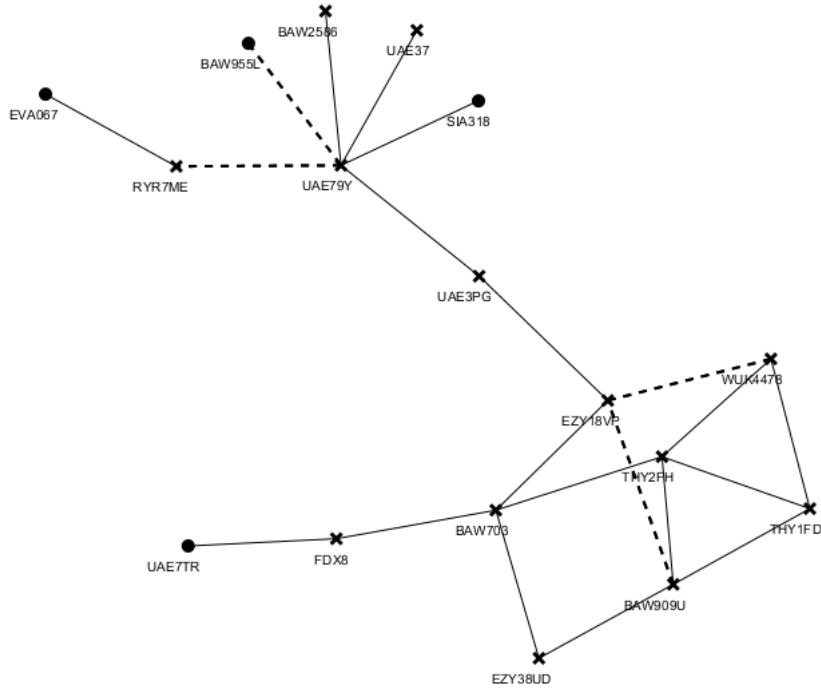 BAW2586
UAE37
BAW955L
EVA067
SIA318
RYR7ME
UAE79Y
UAE3PG
WUK4478
EZY18VP
THY2FH
BAW703
THY1FD
UAE7TR
FDX8
BAW909U
EZY38UD